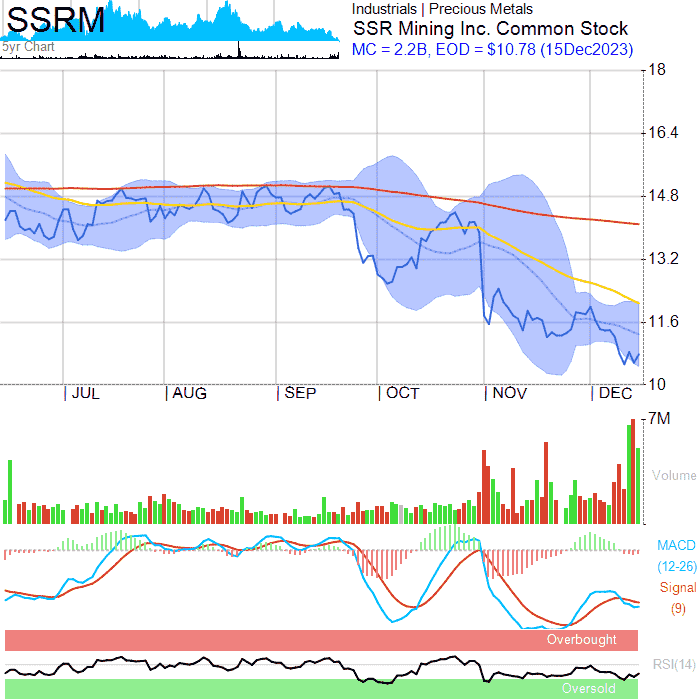 SSRM
5yr Chart
Industrials | Precious Metals
SSR Mining Inc. Common Stock
MC = 2.2B, EOD = $10.78 (15Dec2023)
18
16.4
14.8
13.2
11.6
10
JUL AUG SEP OCT NOV DEC
7M
Volume
MACD
(12-26)
Signal
(9)
Overbought
RSI(14)
Oversold